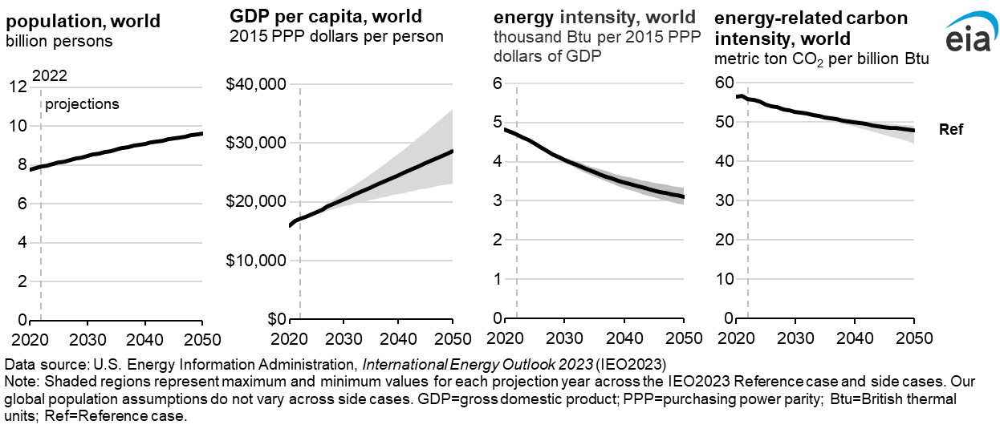 population, world
billion persons
12
10
8
6
4
2
0
2022
projections
2020 2030 2040 2050
GDP per capita, world
2015 PPP dollars per person
$40,000
$30,000
$20,000
$10,000
$0
2020 2030 2040 2050
energy intensity, world
thousand Btu per 2015 PPP
dollars of GDP
6
5
4
3
2
1
0
2020 2030 2040 2050
energy-related carbon
intensity, world
metric ton CO₂ per billion Btu
60
50
40
30
20
10
0
2020 2030 2040 2050
Ref
eia
Data source: U.S. Energy Information Administration, International Energy Outlook 2023 (IEO2023)
Note: Shaded regions represent maximum and minimum values for each projection year across the IEO2023 Reference case and side cases. Our
global population assumptions do not vary across side cases. GDP=gross domestic product; PPP=purchasing power parity; Btu=British thermal
units; Ref=Reference case.